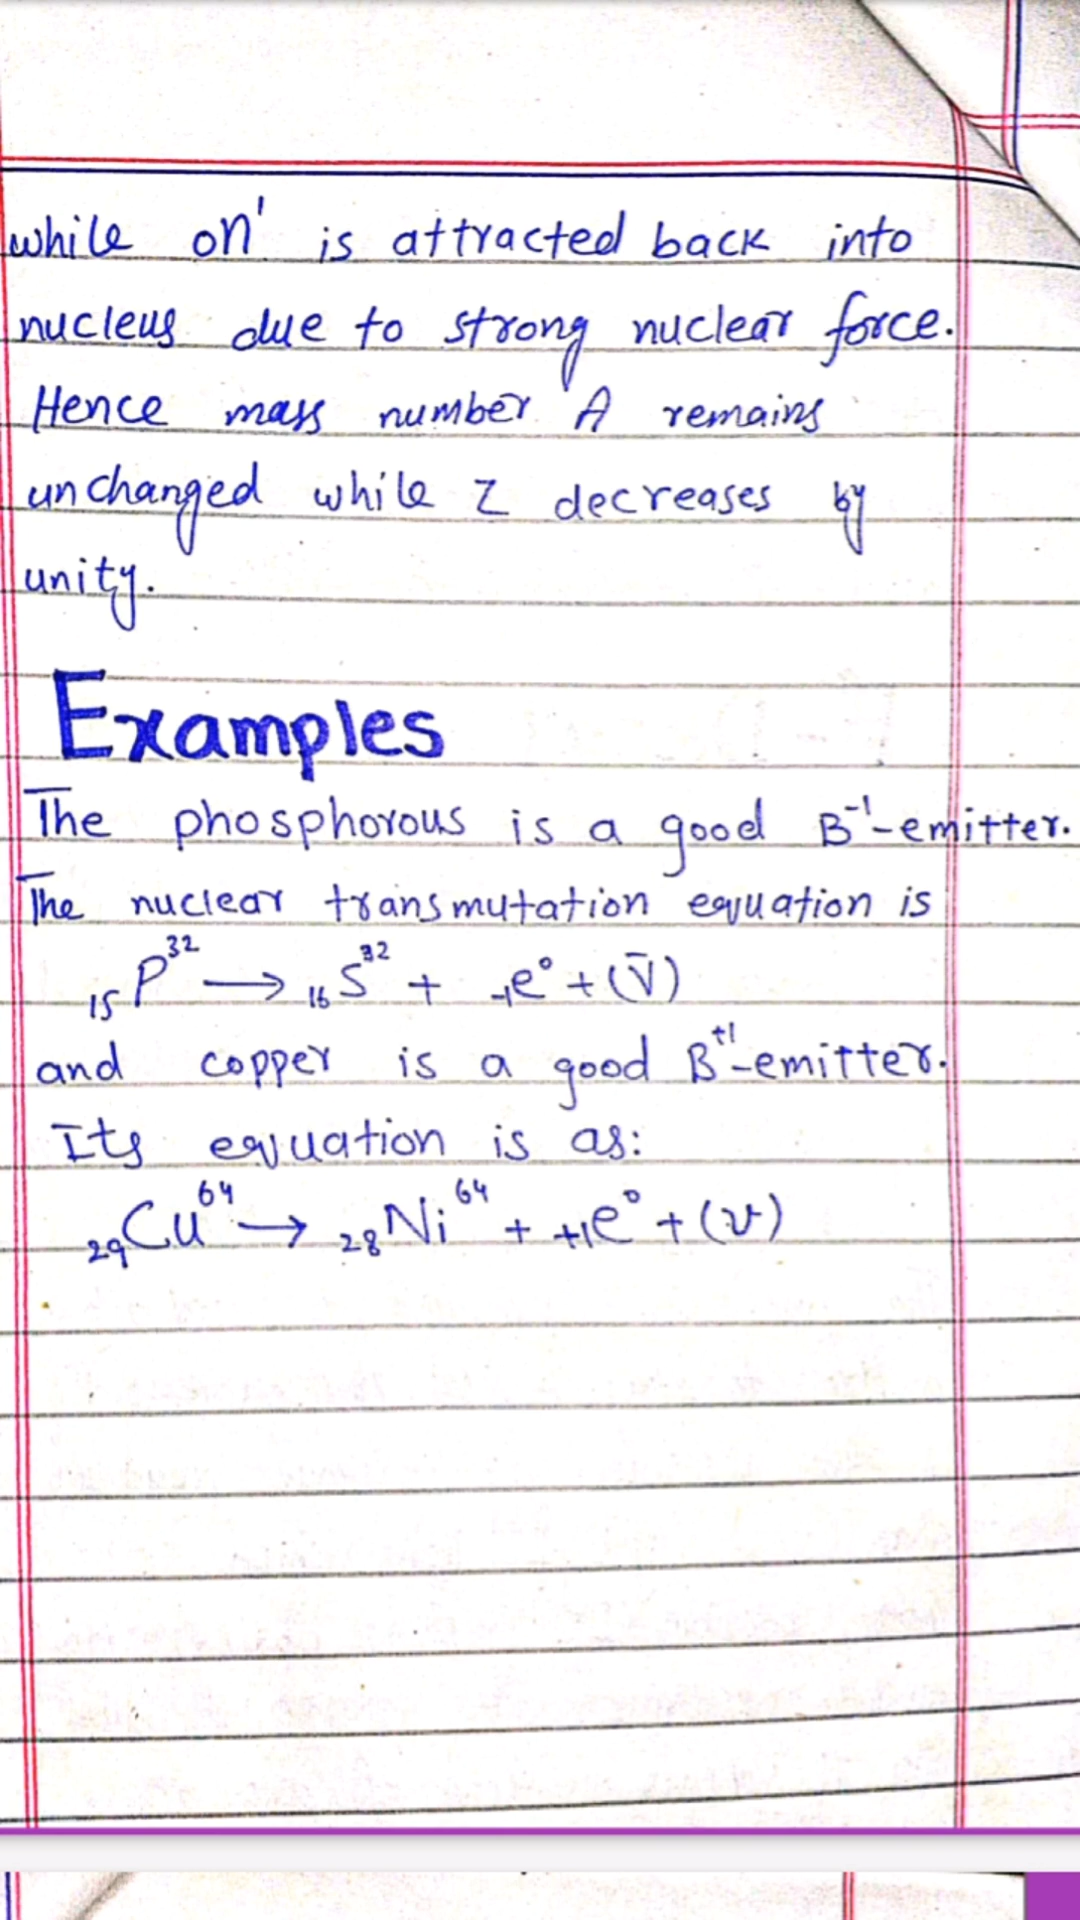 while ₀n¹ is attracted back into
nucleus due to strong nuclear force.
Hence mass number A remains
unchanged while Z decreases by
unity.
Examples
The phosphorous is a good B⁻¹-emitter.
The nuclear transmutation equation is
₁₅P³² → ₁₆S³² + ₋₁e⁰ + (ν̄)
and copper is a good B⁺¹-emitter.
Its equation is as:
₂₉Cu⁶⁴ → ₂₈Ni⁶⁴ + ₊₁e⁰ + (ν)